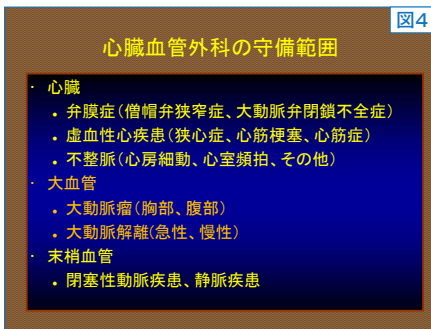 図4
心臓血管外科の守備範囲
・ 心臓
• 弁膜症(僧帽弁狭窄症、大動脈弁閉鎖不全症)
• 虚血性心疾患(狭心症、心筋梗塞、心筋症)
• 不整脈(心房細動、心室頻拍、その他)
・ 大血管
• 大動脈瘤(胸部、腹部)
• 大動脈解離(急性、慢性)
・ 末梢血管
• 閉塞性動脈疾患、静脈疾患